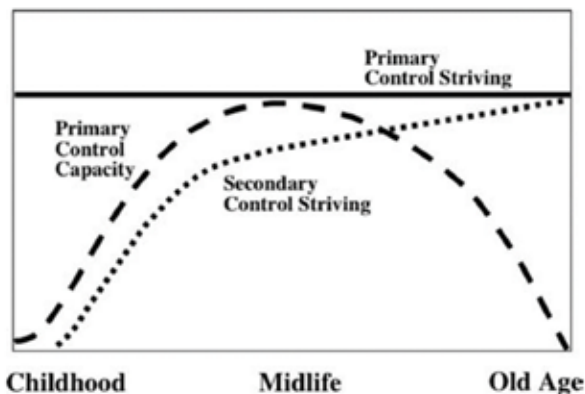 Primary
Control Striving
Primary
Control
Capacity
Secondary
Control Striving
Childhood Midlife Old Age